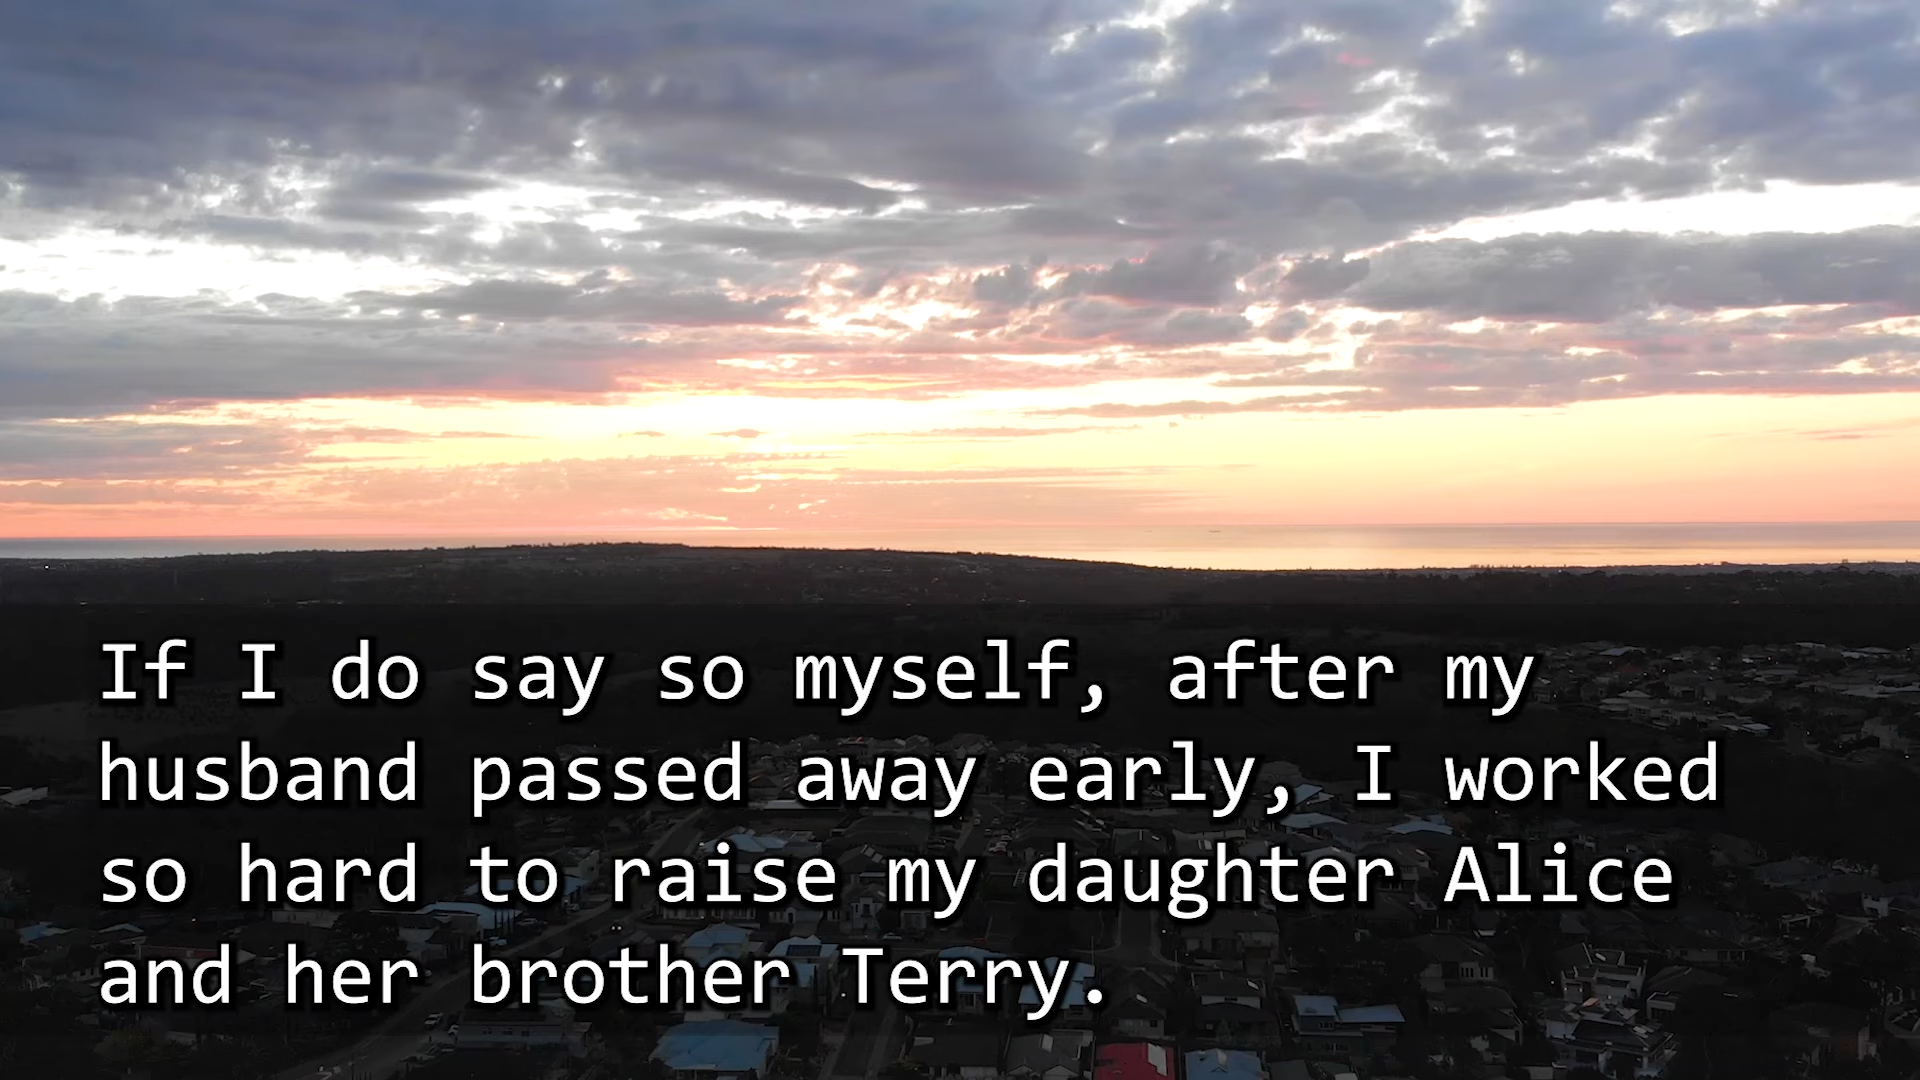 If I do say so myself, after my
husband passed away early, I worked
so hard to raise my daughter Alice
and her brother Terry.